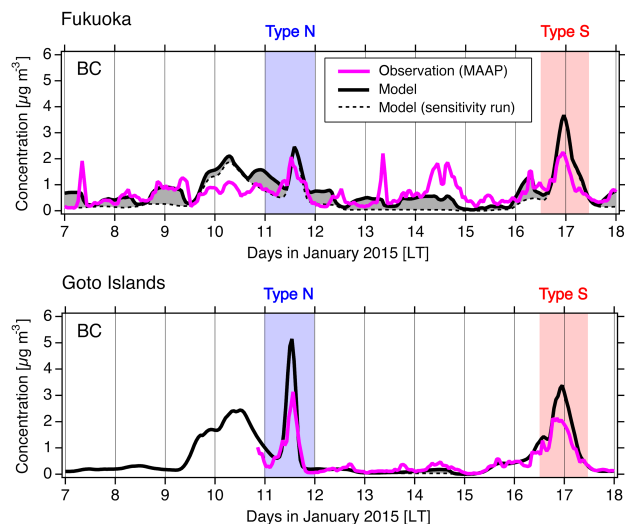 Fukuoka
Type N
Type S
BC
Observation (MAAP)
Model
Model (sensitivity run)
Concentration [µg m-3]
6
5
4
3
2
1
0
7 8 9 10 11 12 13 14 15 16 17 18
Days in January 2015 [LT]
Goto Islands
Type N
Type S
BC
Concentration [µg m-3]
6
5
4
3
2
1
0
7 8 9 10 11 12 13 14 15 16 17 18
Days in January 2015 [LT]